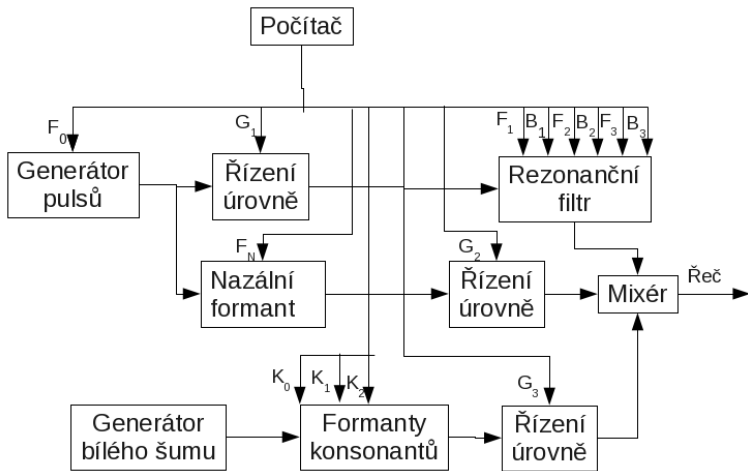 Počítač
F0
G1
F1 B1 F2 B2 F3 B3
Generátor
pulsů
Řízení
úrovně
Rezonanční
filtr
FN
G2
Nazální
formant
Řízení
úrovně
Mixér
Řeč
K0 K1 K2
G3
Generátor
bílého šumu
Formanty
konsonantů
Řízení
úrovně